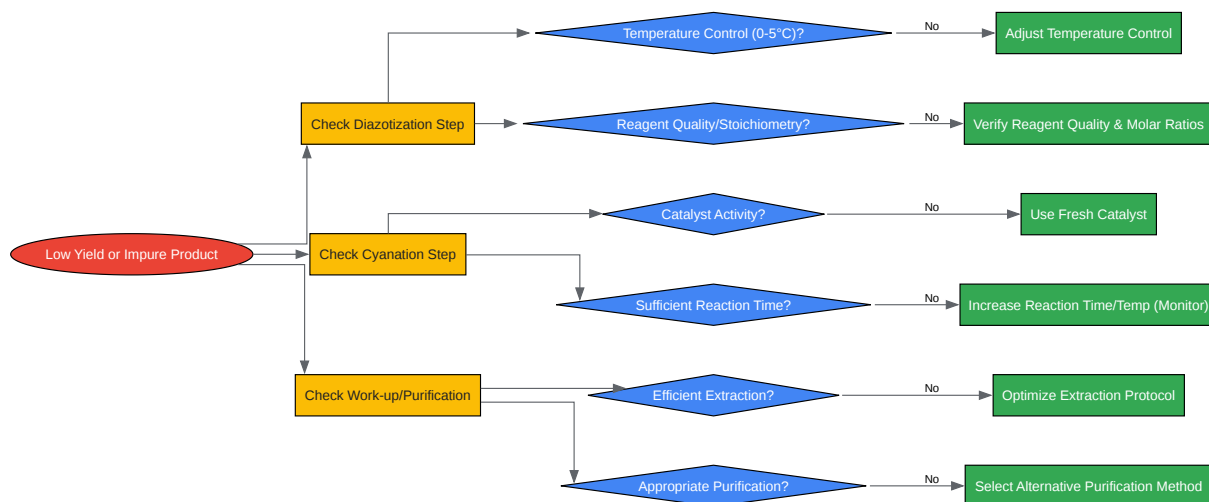 Temperature Control (0-5°C)?
No
Adjust Temperature Control
Check Diazotization Step
Reagent Quality/Stoichiometry?
No
Verify Reagent Quality & Molar Ratios
Catalyst Activity?
No
Use Fresh Catalyst
Low Yield or Impure Product
Check Cyanation Step
Sufficient Reaction Time?
No
Increase Reaction Time/Temp (Monitor)
Check Work-up/Purification
Efficient Extraction?
No
Optimize Extraction Protocol
Appropriate Purification?
No
Select Alternative Purification Method